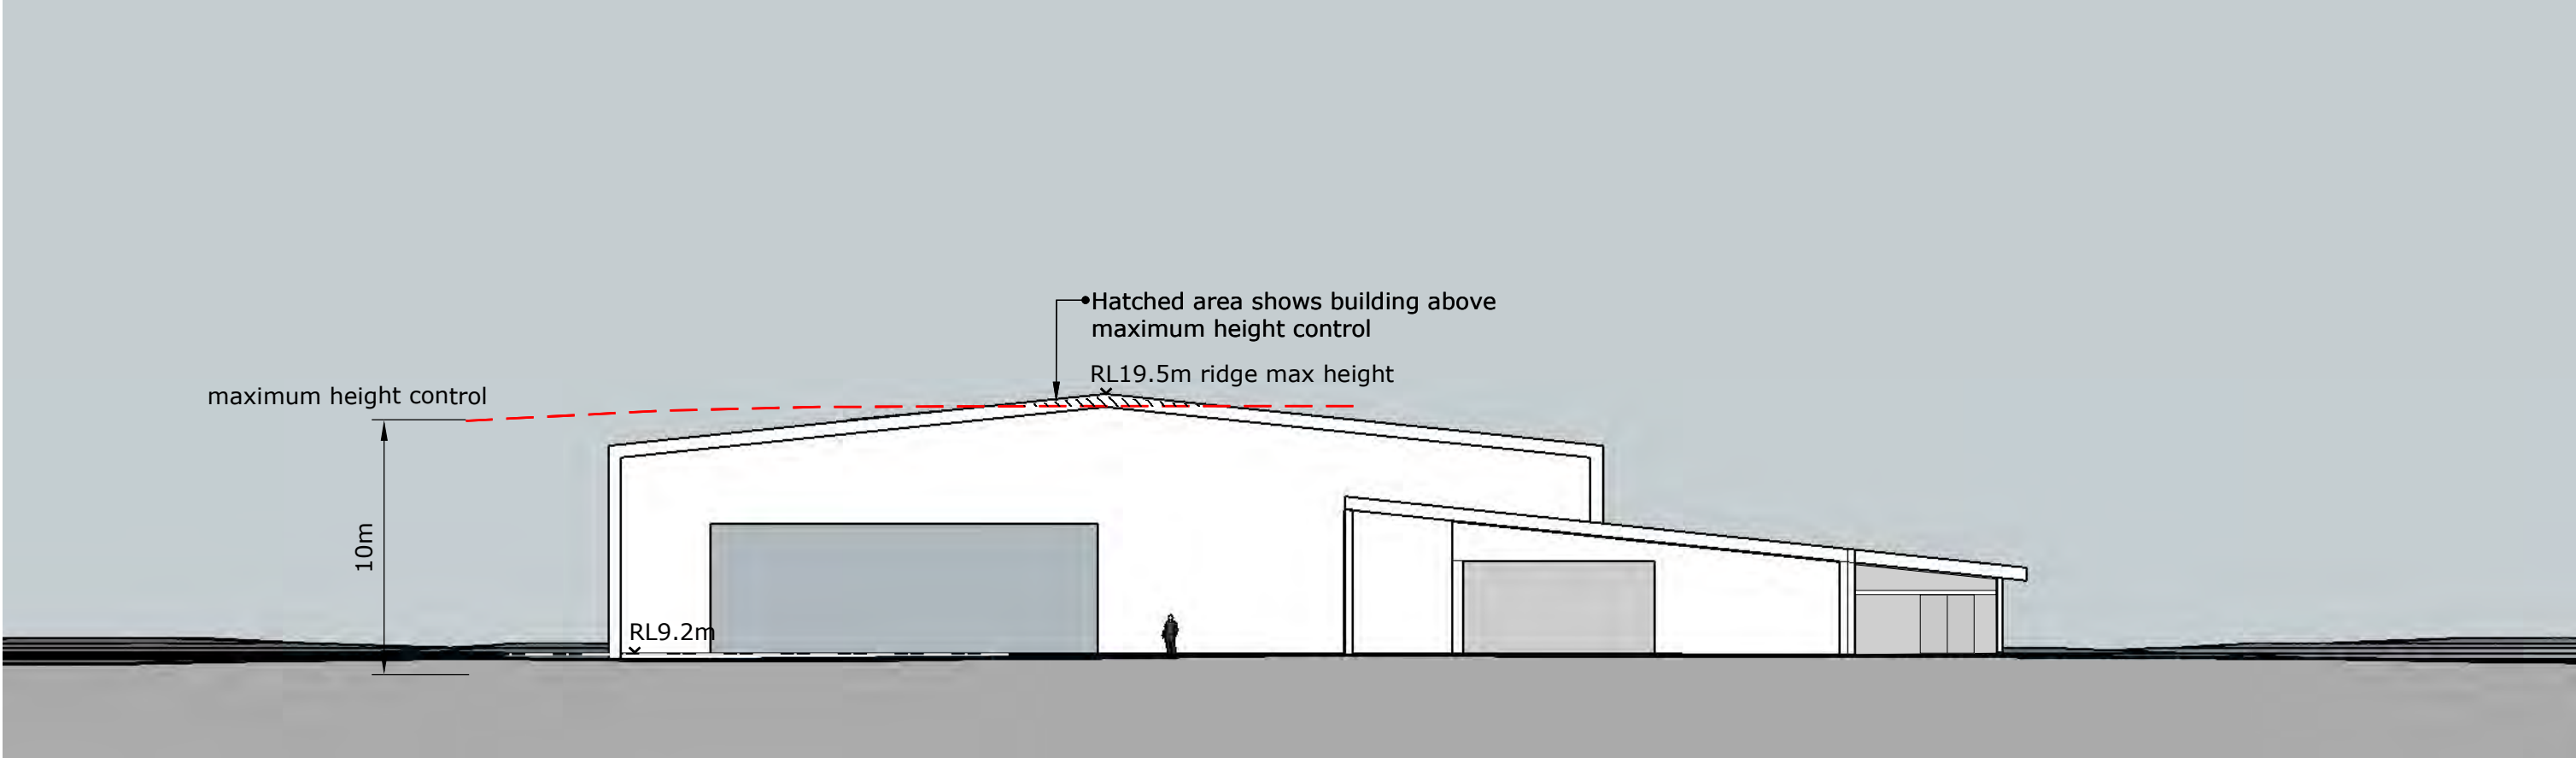 Hatched area shows building above
maximum height control
RL19.5m ridge max height
maximum height control
10m
RL9.2m